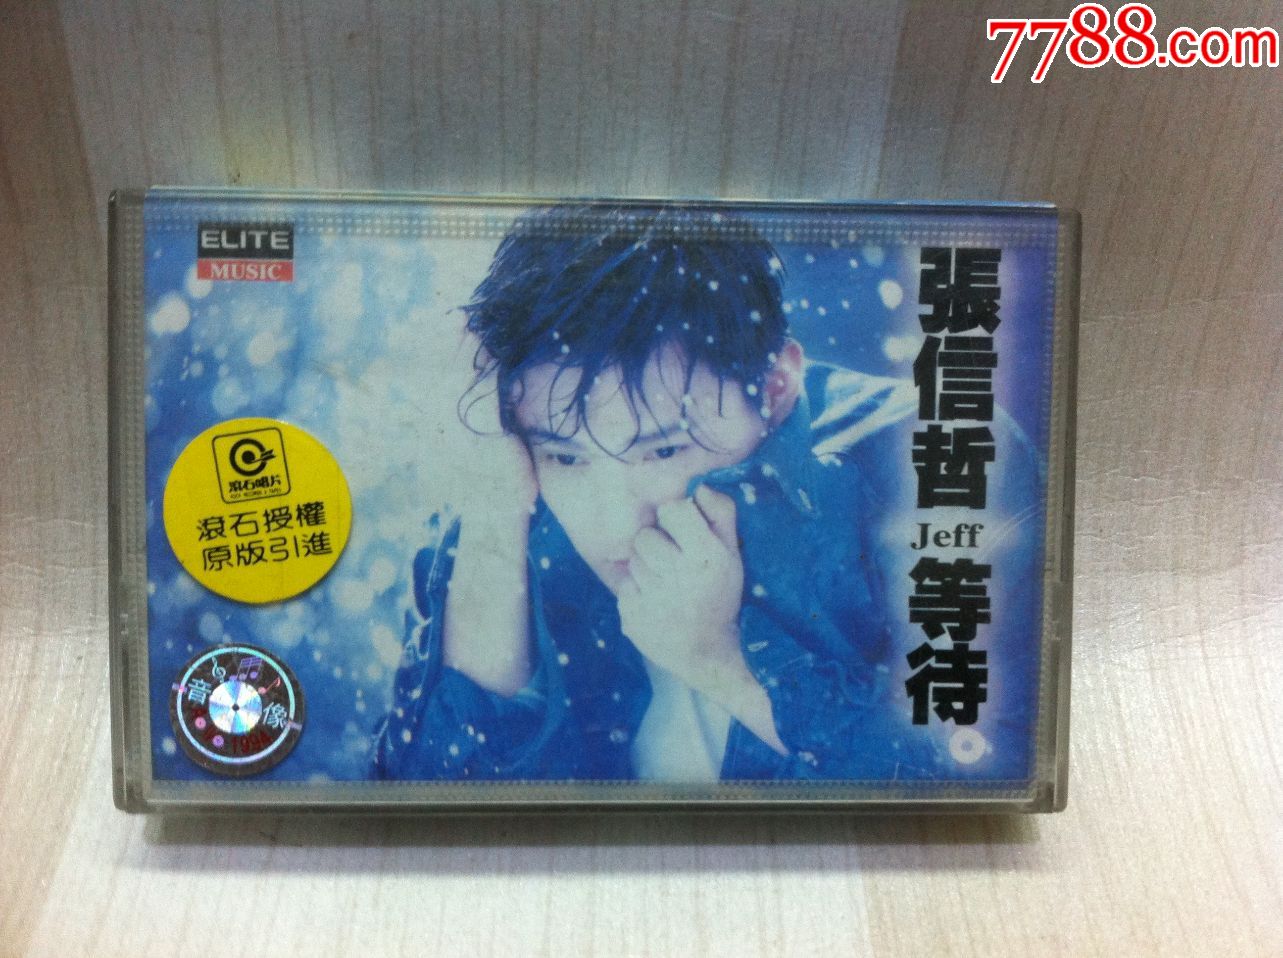 7788.com
ELITE
MUSIC
張信哲
Jeff
等待。
滾石唱片
滾石授權
原版引進
音像
1994